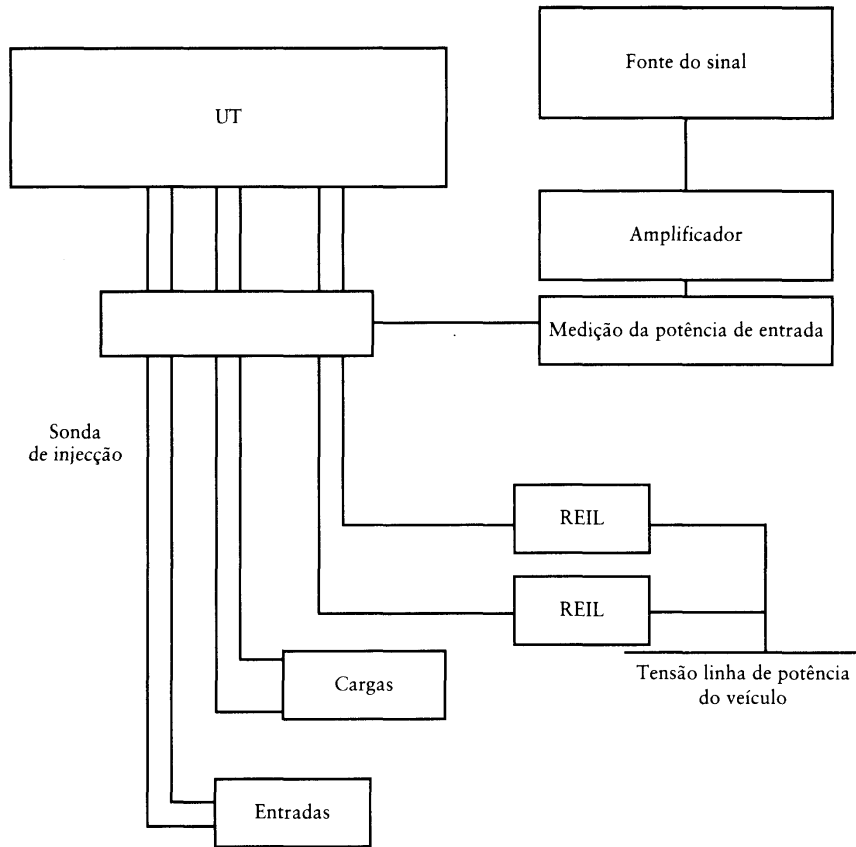 Fonte do sinal
UT
Amplificador
Medição da potência de entrada
Sonda
de injecção
REIL
REIL
Tensão linha de potência
do veículo
Cargas
Entradas